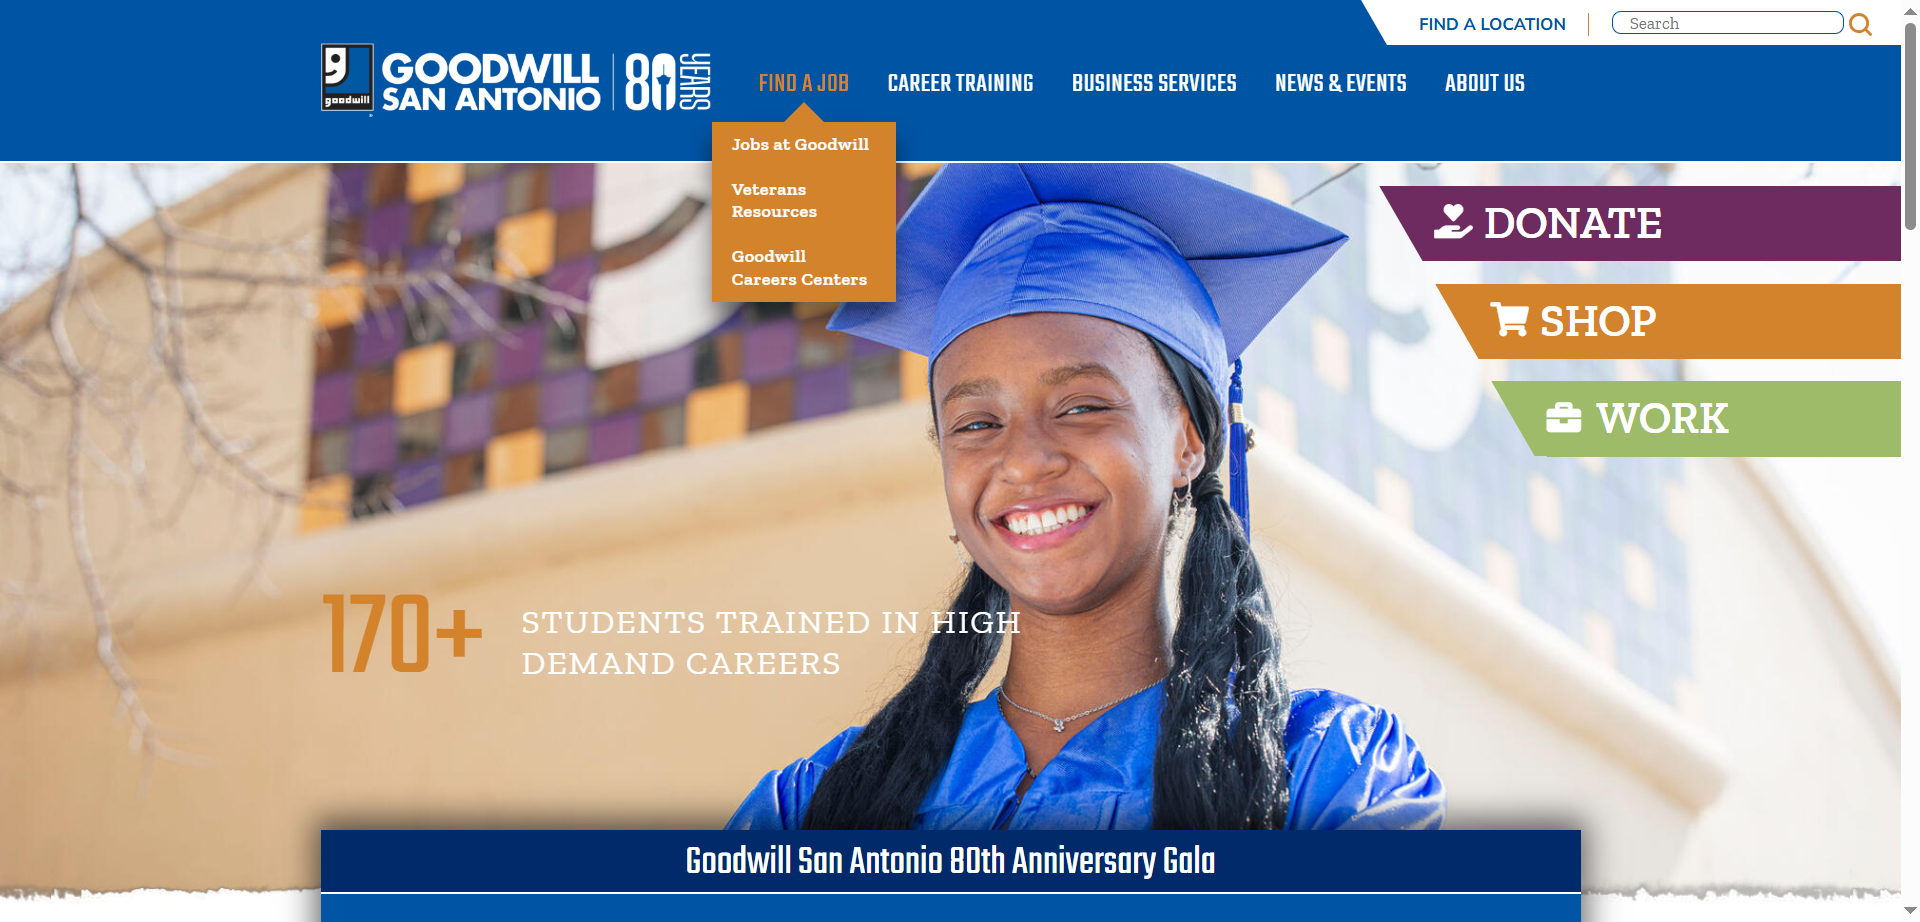 FIND A LOCATION
Search
goodwill
GOODWILL
SAN ANTONIO
80 YEARS
FIND A JOB
CAREER TRAINING
BUSINESS SERVICES
NEWS & EVENTS
ABOUT US
Jobs at Goodwill
Veterans
Resources
Goodwill
Careers Centers
DONATE
SHOP
WORK
170+
STUDENTS TRAINED IN HIGH
DEMAND CAREERS
Goodwill San Antonio 80th Anniversary Gala